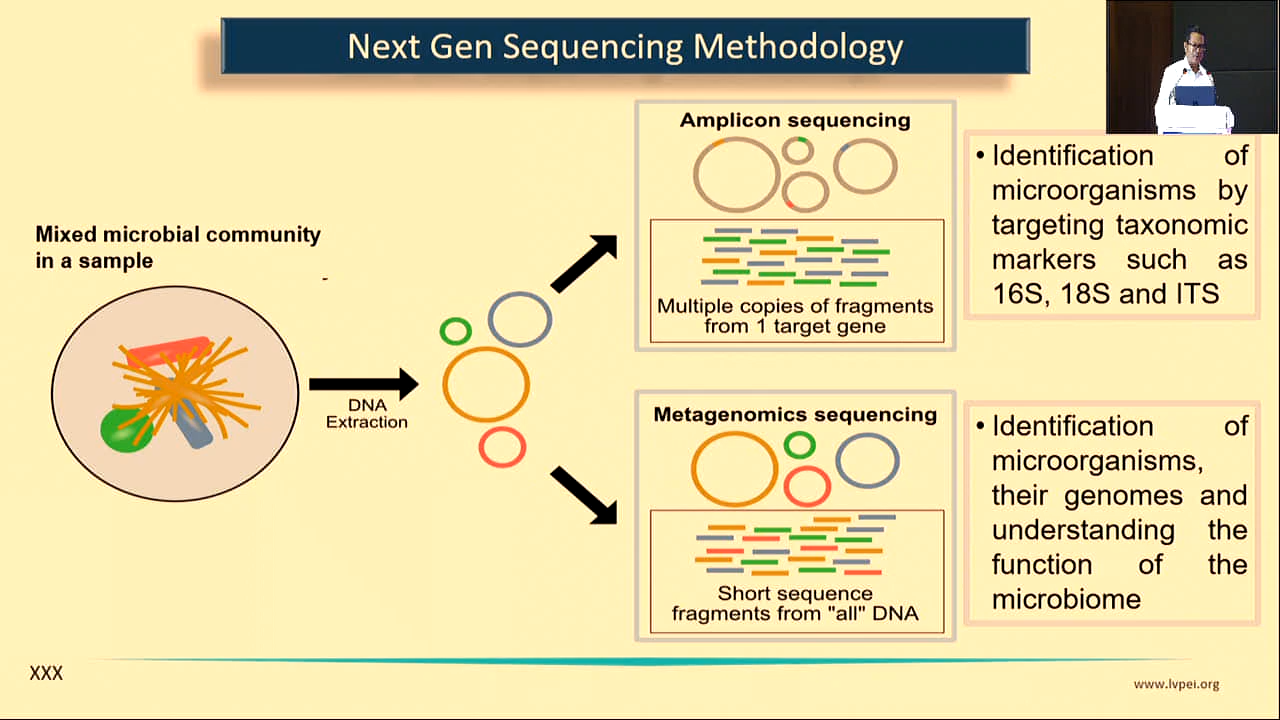 Next Gen Sequencing Methodology
Mixed microbial community
in a sample
DNA
Extraction
Amplicon sequencing
Multiple copies of fragments
from 1 target gene
• Identification of
microorganisms by
targeting taxonomic
markers such as
16S, 18S and ITS
Metagenomics sequencing
Short sequence
fragments from "all" DNA
• Identification of
microorganisms,
their genomes and
understanding the
function of the
microbiome
XXX
www.lvpei.org